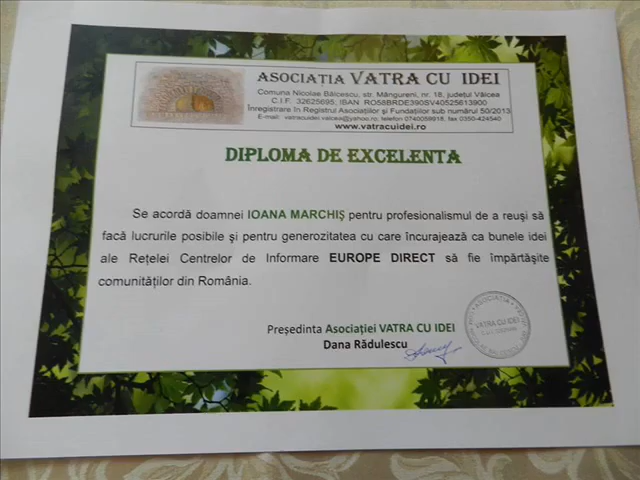 ASOCIAȚIA VATRA CU IDEI
Comuna Nicolae Bălcescu, str. Mângureni, nr. 18, județul Vâlcea
C.I.F. 32625695; IBAN RO58BRDE390SV40525613900
Înregistrare în Registrul Asociațiilor și Fundațiilor sub numărul 50/2013
E-mail: vatracuidei.valcea@yahoo.ro, telefon 0740059918, fax 0350-424540
www.vatracuidei.ro
DIPLOMA DE EXCELENTA
Se acordă doamnei IOANA MARCHIȘ pentru profesionalismul de a reuși să
facă lucrurile posibile și pentru generozitatea cu care încurajează ca bunele idei
ale Rețelei Centrelor de Informare EUROPE DIRECT să fie împărtășite
comunităților din România.
Președinta Asociației VATRA CU IDEI
Dana Rădulescu
ASOCIAȚIA
VATRA CU IDEI